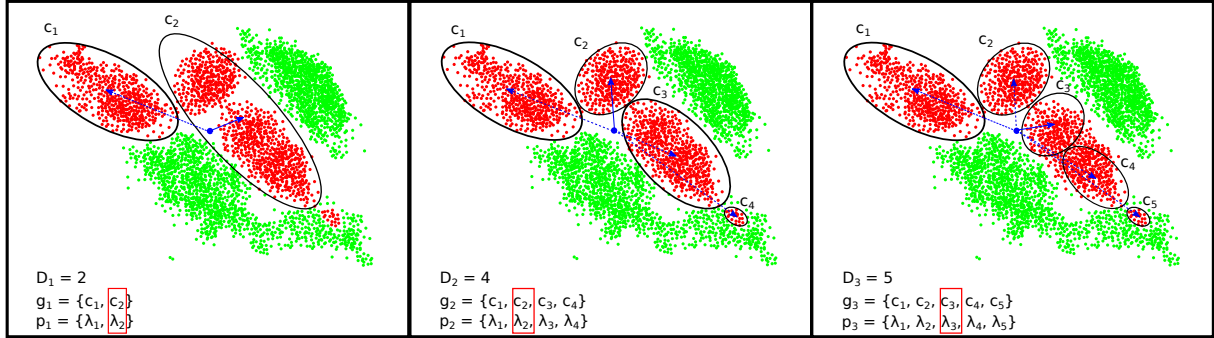 c₁
c₂
D₁ = 2
g₁ = {c₁, c₂}
p₁ = {λ₁, λ₂}
c₁
c₂
c₃
c₄
D₂ = 4
g₂ = {c₁, c₂, c₃, c₄}
p₂ = {λ₁, λ₂, λ₃, λ₄}
c₁
c₂
c₃
c₄
c₅
D₃ = 5
g₃ = {c₁, c₂, c₃, c₄, c₅}
p₃ = {λ₁, λ₂, λ₃, λ₄, λ₅}